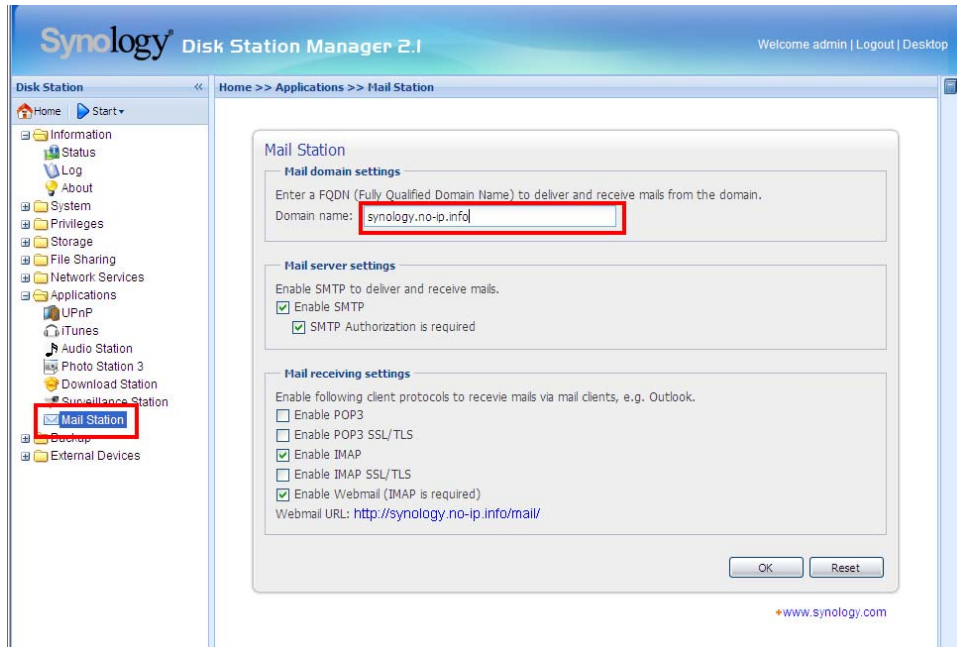 Synology Disk Station Manager 2.1
Welcome admin | Logout | Desktop
Disk Station «
Home >> Applications >> Mail Station
Home Start
Information
Status
Log
About
System
Privileges
Storage
File Sharing
Network Services
Applications
UPnP
iTunes
Audio Station
Photo Station 3
Download Station
Surveillance Station
Mail Station
Backup
External Devices
Mail Station
Mail domain settings
Enter a FQDN (Fully Qualified Domain Name) to deliver and receive mails from the domain.
Domain name: synology.no-ip.info
Mail server settings
Enable SMTP to deliver and receive mails.
Enable SMTP
SMTP Authorization is required
Mail receiving settings
Enable following client protocols to recevie mails via mail clients, e.g. Outlook.
Enable POP3
Enable POP3 SSL/TLS
Enable IMAP
Enable IMAP SSL/TLS
Enable Webmail (IMAP is required)
Webmail URL: http://synology.no-ip.info/mail/
OK Reset
+www.synology.com